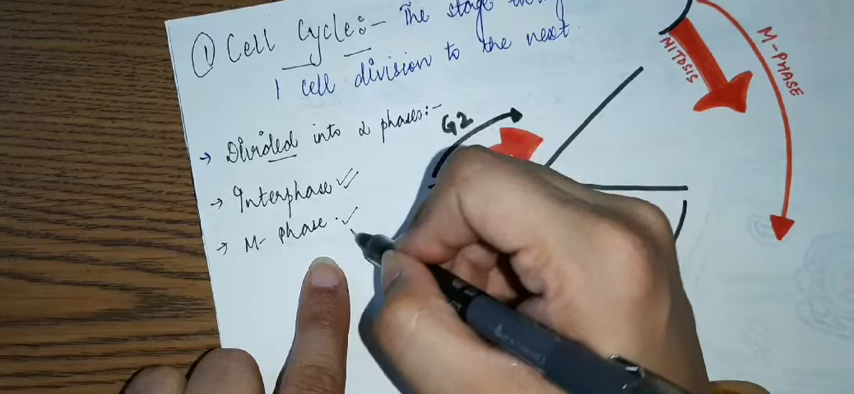 ① Cell Cycle:- The stage
1 cell division to the next.
→ Divided into 2 phases:-
→ Interphase
→ M- phase.
G2
MITOSIS
M-PHASE